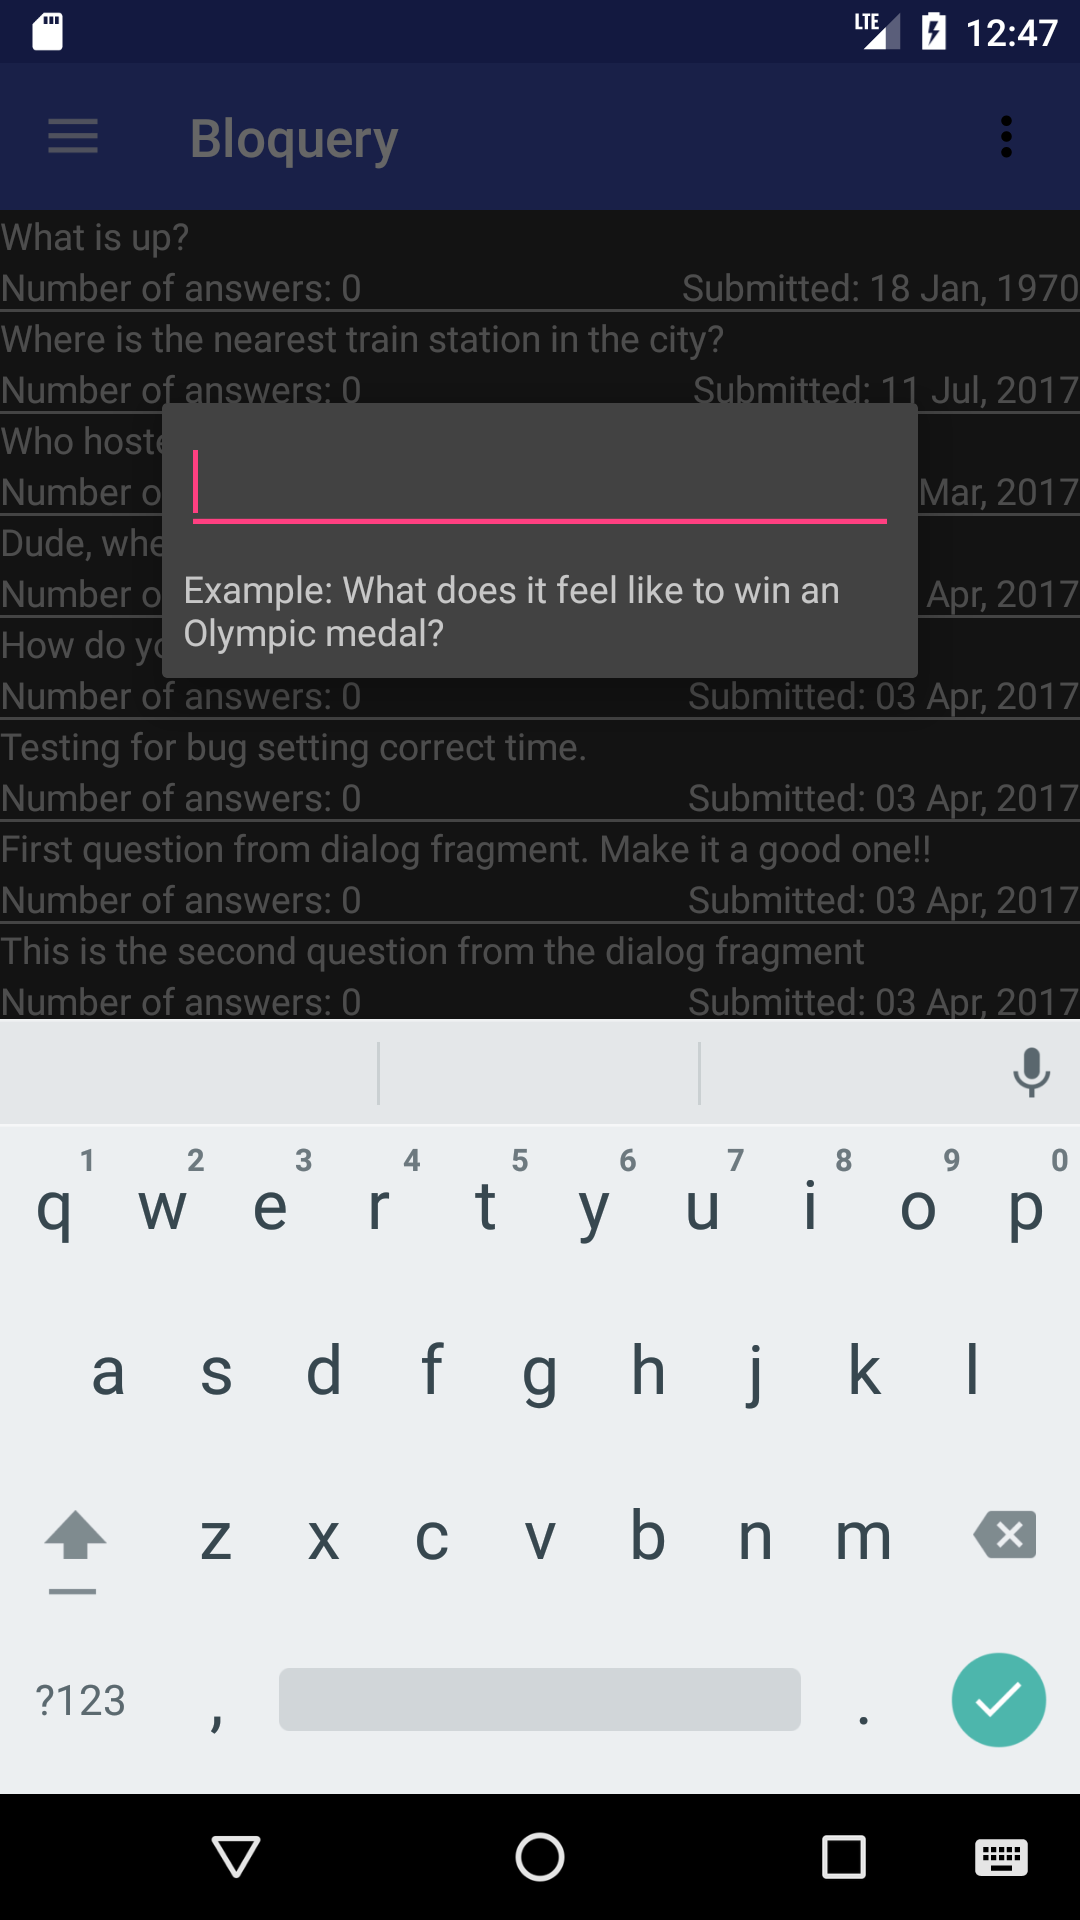 LTE 12:47
Bloquery
What is up?
Number of answers: 0 Submitted: 18 Jan, 1970
Where is the nearest train station in the city?
Number of answers: 0 Submitted: 11 Jul, 2017
Who
Number Mar, 2017
Dude,
Number Apr, 2017
How do
Example: What does it feel like to win an
Olympic medal?
Number of answers: 0 Submitted: 03 Apr, 2017
Testing for bug setting correct time.
Number of answers: 0 Submitted: 03 Apr, 2017
First question from dialog fragment. Make it a good one!!
Number of answers: 0 Submitted: 03 Apr, 2017
This is the second question from the dialog fragment
Number of answers: 0 Submitted: 03 Apr, 2017
1 2 3 4 5 6 7 8 9 0
q w e r t y u i o p
a s d f g h j k l
z x c v b n m
?123 , .